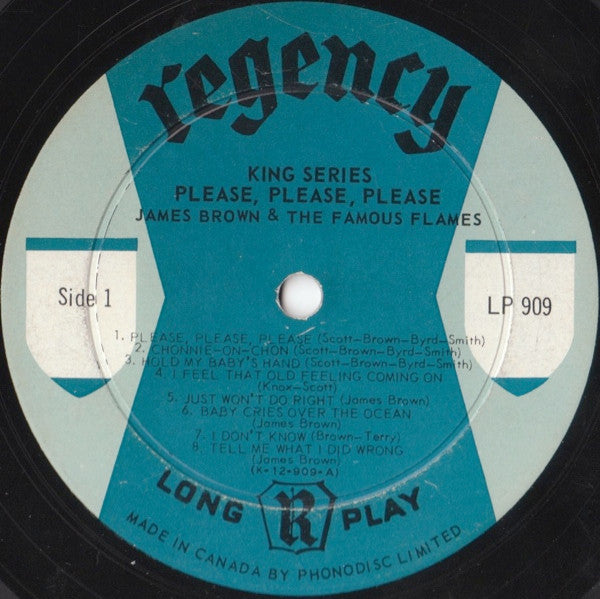 regency
KING SERIES
PLEASE, PLEASE, PLEASE
JAMES BROWN & THE FAMOUS FLAMES
Side 1
LP 909
1. PLEASE, PLEASE, PLEASE (Scott-Brown-Byrd-Smith)
2. CHONNIE-ON-CHON (Scott-Brown-Byrd-Smith)
3. HOLD MY BABY'S HAND (Scott-Brown-Byrd-Smith)
4. I FEEL THAT OLD FEELING COMING ON
(Knox-Scott)
5. JUST WON'T DO RIGHT (James Brown)
6. BABY CRIES OVER THE OCEAN
(James Brown)
7. I DON'T KNOW (Brown-Terry)
8. TELL ME WHAT I DID WRONG
(James Brown)
(K-12-909-A)
LONG R PLAY
MADE IN CANADA BY PHONODISC LIMITED